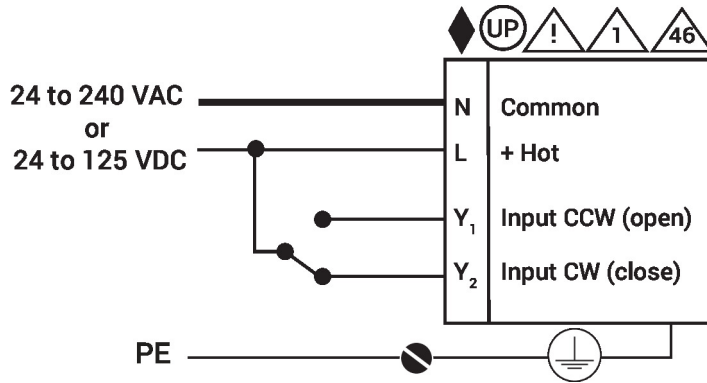 UP ! 1 46
24 to 240 VAC
or
24 to 125 VDC
N Common
L + Hot
Y₁ Input CCW (open)
Y₂ Input CW (close)
PE